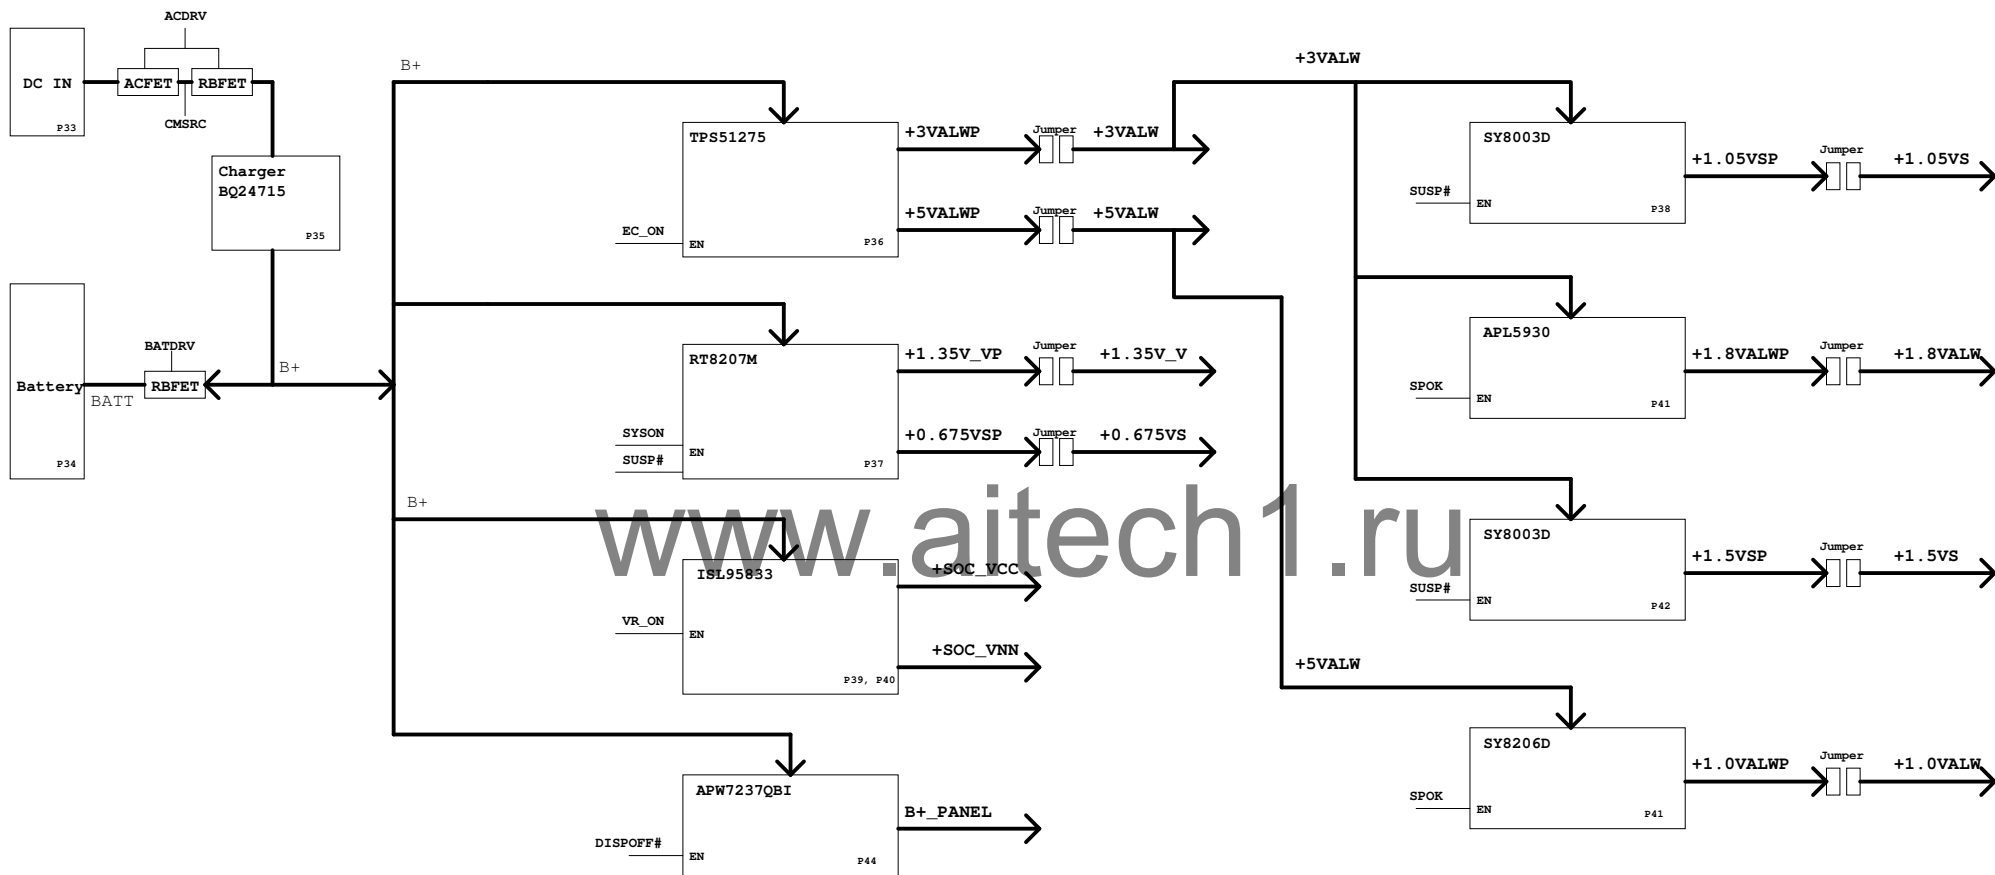 ACDRV
DC IN
ACFET
RBFET
P33
CMSRC
Charger
BQ24715
P35
Battery
BATT
P34
BATDRV
RBFET
B+
B+
TPS51275
EC_ON
EN
P36
+3VALWP
Jumper
+3VALW
+5VALWP
Jumper
+5VALW
RT8207M
SYSON
SUSP#
EN
P37
+1.35V_VP
Jumper
+1.35V_V
+0.675VSP
Jumper
+0.675VS
B+
ISL95833
VR_ON
EN
P39, P40
+SOC_VCC
+SOC_VNN
APW7237QBI
DISPOFF#
EN
P44
B+_PANEL
+3VALW
SY8003D
SUSP#
EN
P38
+1.05VSP
Jumper
+1.05VS
APL5930
SPOK
EN
P41
+1.8VALWP
Jumper
+1.8VALW
SY8003D
SUSP#
EN
P42
+1.5VSP
Jumper
+1.5VS
+5VALW
SY8206D
SPOK
EN
P41
+1.0VALWP
Jumper
+1.0VALW
www.aitech1.ru